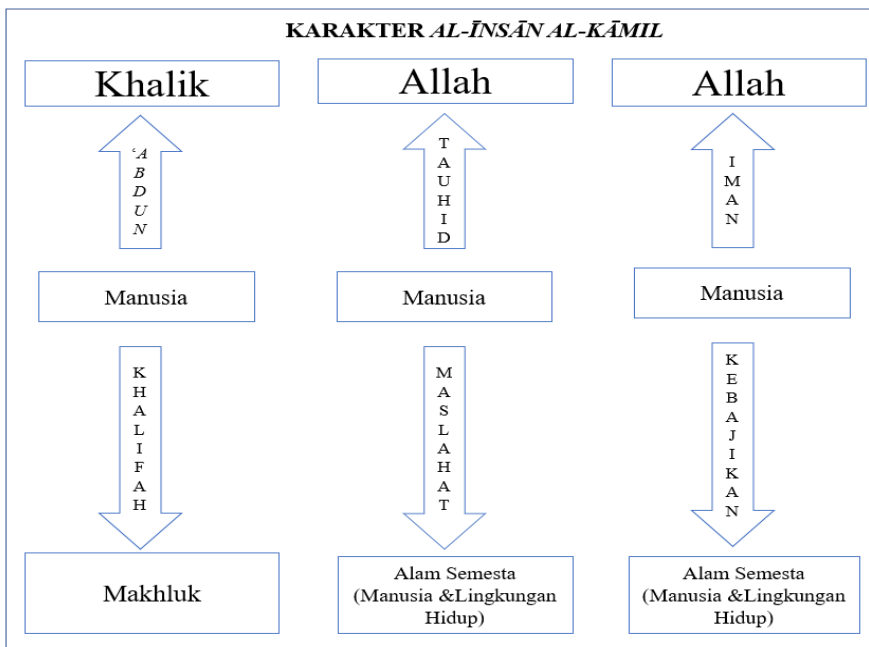 KARAKTER AL-ĪNSĀN AL-KĀMIL
Khalik
Allah
Allah
‘ABDUN
TAUHID
IMAN
Manusia
Manusia
Manusia
KHALIFAH
MASLAHAT
KEBAJIKAN
Makhluk
Alam Semesta
(Manusia &Lingkungan
Hidup)
Alam Semesta
(Manusia &Lingkungan
Hidup)